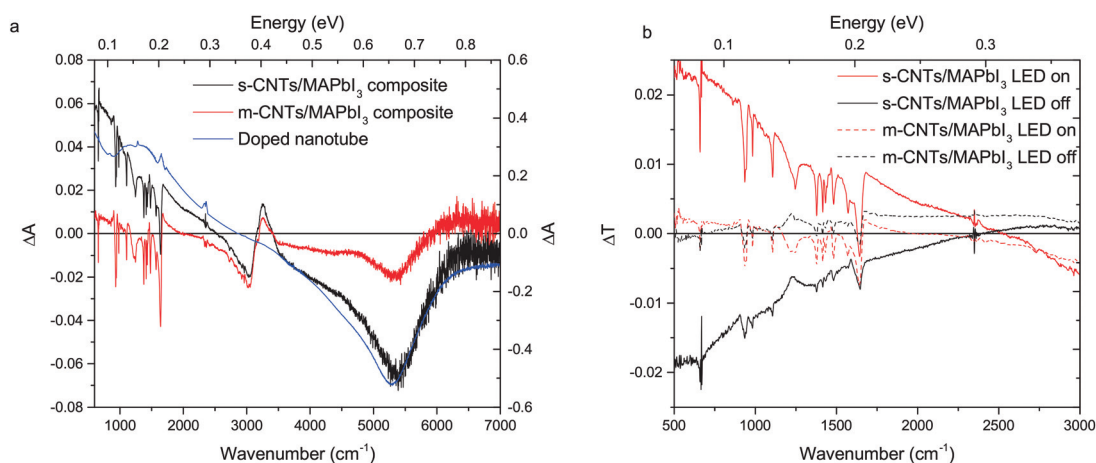 a
Energy (eV)
0.1 0.2 0.3 0.4 0.5 0.6 0.7 0.8
0.08
0.06
0.04
0.02
0.00
-0.02
-0.04
-0.06
-0.08
ΔA
s-CNTs/MAPbI3 composite
m-CNTs/MAPbI3 composite
Doped nanotube
0.6
0.4
0.2
0.0
-0.2
-0.4
-0.6
ΔA
1000 2000 3000 4000 5000 6000 7000
Wavenumber (cm-1)
b
Energy (eV)
0.1 0.2 0.3
0.02
0.01
0.00
-0.01
-0.02
ΔT
s-CNTs/MAPbI3 LED on
s-CNTs/MAPbI3 LED off
m-CNTs/MAPbI3 LED on
m-CNTs/MAPbI3 LED off
500 1000 1500 2000 2500 3000
Wavenumber (cm-1)